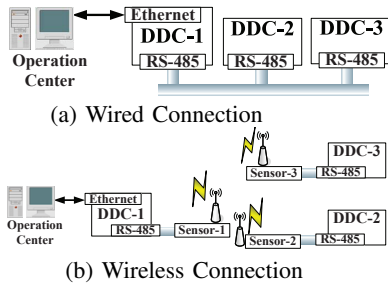 Ethernet
DDC-1
DDC-2
DDC-3
RS-485
RS-485
RS-485
Operation
Center
(a) Wired Connection
Ethernet
DDC-1
RS-485
Sensor-1
Sensor-3
DDC-3
RS-485
Sensor-2
DDC-2
RS-485
Operation
Center
(b) Wireless Connection